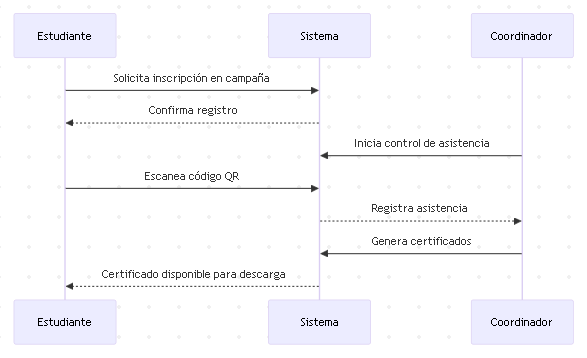 Estudiante
Sistema
Coordinador
Solicita inscripción en campaña
Confirma registro
Inicia control de asistencia
Escanea código QR
Registra asistencia
Genera certificados
Certificado disponible para descarga
Estudiante
Sistema
Coordinador